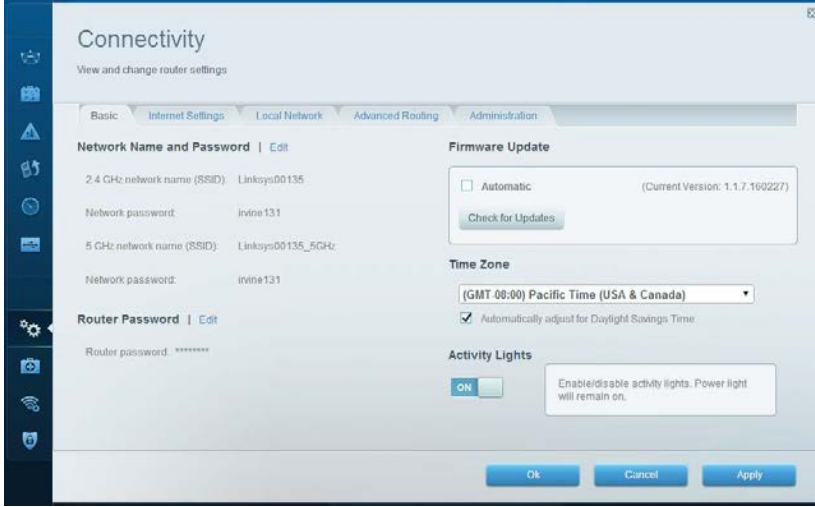 Connectivity
View and change router settings
Basic Internet Settings Local Network Advanced Routing Administration
Network Name and Password | Edit
2.4 GHz network name (SSID): Linksys00135
Network password: irvine131
5 GHz network name (SSID): Linksys00135_5GHz
Network password: irvine131
Router Password | Edit
Router password: ********
Firmware Update
Automatic (Current Version: 1.1.7.160227)
Check for Updates
Time Zone
(GMT-08:00) Pacific Time (USA & Canada)
Automatically adjust for Daylight Savings Time
Activity Lights
ON
Enable/disable activity lights. Power light
will remain on.
Ok Cancel Apply